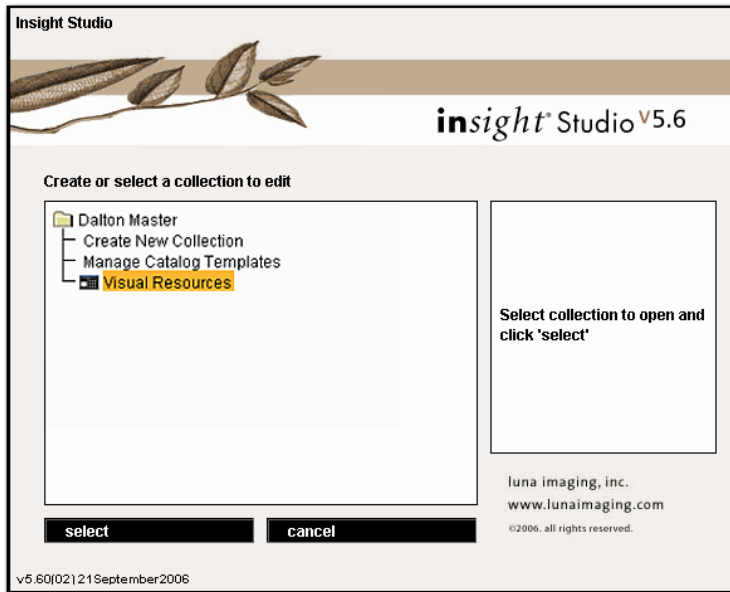 Insight Studio
insight® Studio v5.6
Create or select a collection to edit
Dalton Master
Create New Collection
Manage Catalog Templates
Visual Resources
Select collection to open and
click 'select'
luna imaging, inc.
www.lunaimaging.com
©2006. all rights reserved.
select
cancel
v5.60(02) 21September2006